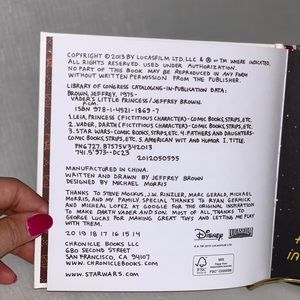 COPYRIGHT © 2013 BY LUCASFILM LTD. LLC & ® or ™ WHERE INDICATED.
ALL RIGHTS RESERVED. USED UNDER AUTHORIZATION.
NO PART OF THIS BOOK MAY BE REPRODUCED IN ANY FORM
WITHOUT WRITTEN PERMISSION FROM THE PUBLISHER.
LIBRARY OF CONGRESS CATALOGING-IN-PUBLICATION DATA:
BROWN, JEFFREY, 1975-
VADER'S LITTLE PRINCESS/JEFFREY BROWN.
P. CM.
ISBN 978-1-4521-1869-7
1. LEIA, PRINCESS (FICTITIOUS CHARACTER)-COMIC BOOKS, STRIPS, ETC.
2. VADER, DARTH (FICTITIOUS CHARACTER)-COMIC BOOKS, STRIPS, ETC.
3. STAR WARS-COMIC BOOKS, STRIPS, ETC. 4. FATHERS AND DAUGHTERS-
COMIC BOOKS, STRIPS, ETC. 5. AMERICAN WIT AND HUMOR I. TITLE.
PN6727.B7575V342013
741.5'973-DC23
2012050595
MANUFACTURED IN CHINA.
WRITTEN AND DRAWN BY JEFFREY BROWN
DESIGNED BY MICHAEL MORRIS
THANKS TO STEVE MOCKUS, J.W. RINZLER, MARC GERALD, MICHAEL
MORRIS, AND MY FAMILY. SPECIAL THANKS TO RYAN GERMICK
AND MICHEAL LOPEZ AT GOOGLE FOR THE ORIGINAL INSPIRATION
TO MAKE DARTH VADER AND SON. MOST OF ALL, THANKS TO
GEORGE LUCAS FOR MAKING GREAT THIS AND LETTING ME PLAY
WITH THEM.
20 19 18 17 16 15 14
CHRONICLE BOOKS LLC
680 SECOND STREET
SAN FRANCISCO, CA 94107
WWW.CHRONICLEBOOKS.COM
WWW.STARWARS.COM
Disney
LUCASFILM
FSC
MIX
in